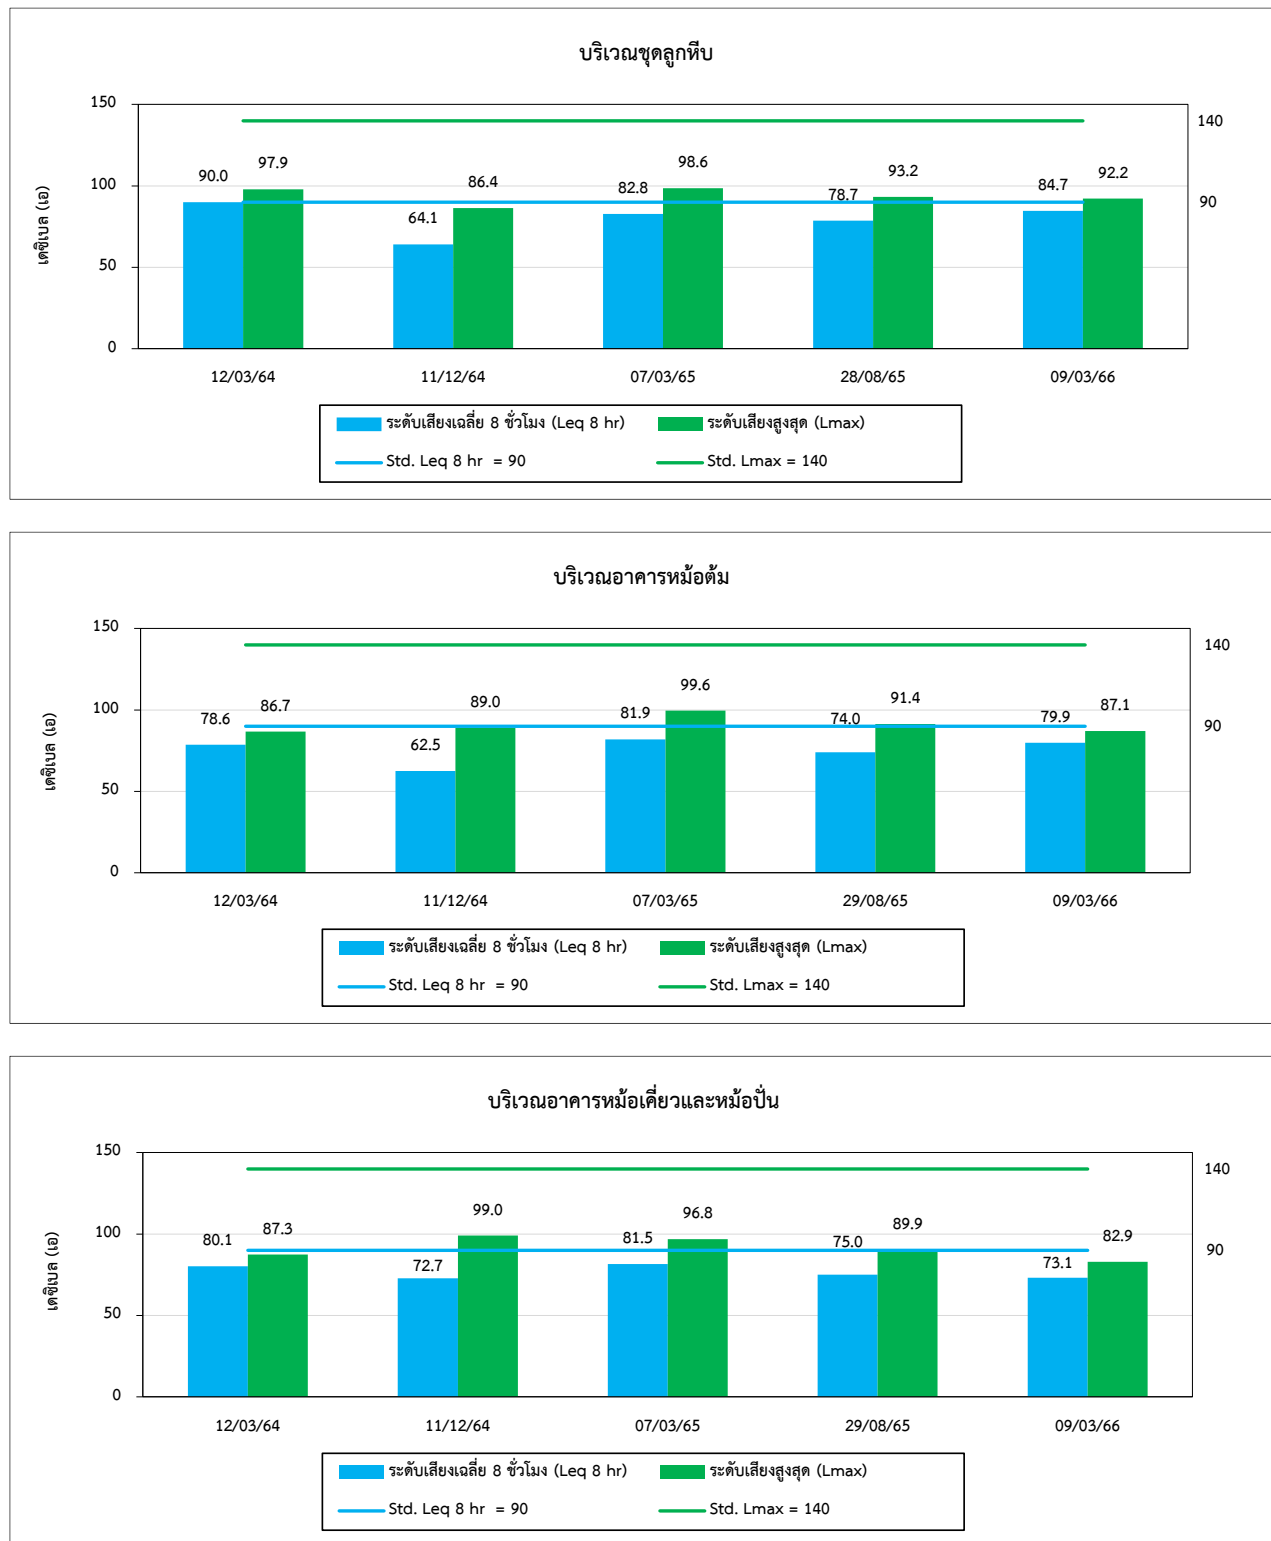 บริเวณชุดลูกหีบ
150
140
97.9
98.6
93.2
92.2
90.0
86.4
82.8
78.7
84.7
100
90
64.1
เดซิเบล (เอ)
50
0
12/03/64 11/12/64 07/03/65 28/08/65 09/03/66
ระดับเสียงเฉลี่ย 8 ชั่วโมง (Leq 8 hr) ระดับเสียงสูงสุด (Lmax)
Std. Leq 8 hr = 90 Std. Lmax = 140
บริเวณอาคารหม้อต้ม
150
140
99.6
86.7 89.0 91.4 87.1
78.6 81.9 74.0 79.9
100
90
62.5
เดซิเบล (เอ)
50
0
12/03/64 11/12/64 07/03/65 29/08/65 09/03/66
ระดับเสียงเฉลี่ย 8 ชั่วโมง (Leq 8 hr) ระดับเสียงสูงสุด (Lmax)
Std. Leq 8 hr = 90 Std. Lmax = 140
บริเวณอาคารหม้อเคี่ยวและหม้อปั่น
150
140
99.0 96.8
87.3 89.9 82.9
80.1 81.5 75.0
100
90
72.7 73.1
เดซิเบล (เอ)
50
0
12/03/64 11/12/64 07/03/65 29/08/65 09/03/66
ระดับเสียงเฉลี่ย 8 ชั่วโมง (Leq 8 hr) ระดับเสียงสูงสุด (Lmax)
Std. Leq 8 hr = 90 Std. Lmax = 140